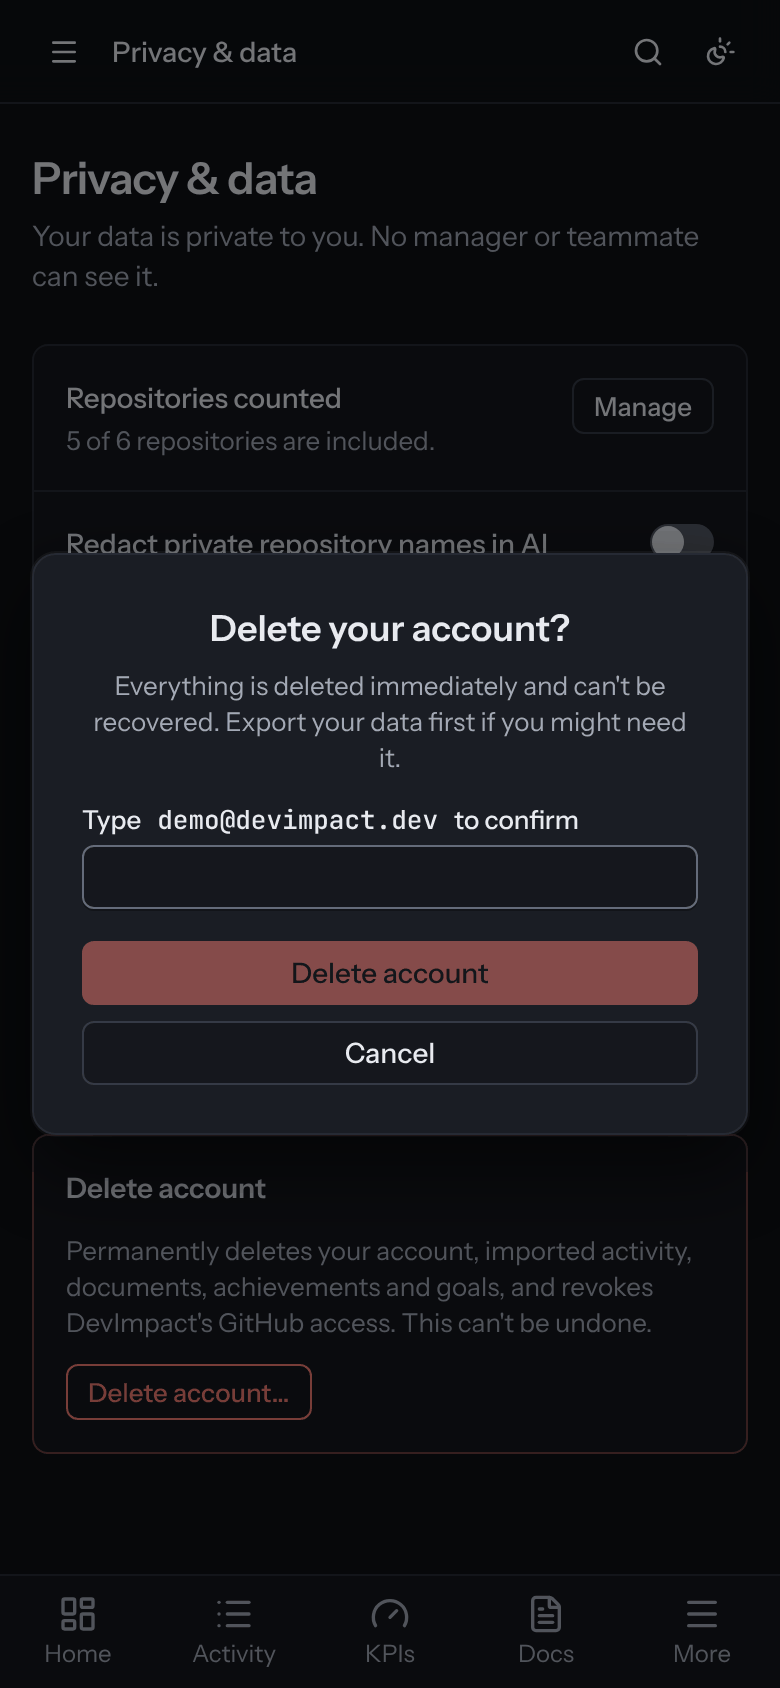 Privacy & data
Privacy & data
Your data is private to you. No manager or teammate
can see it.
Repositories counted
Manage
5 of 6 repositories are included.
Redact private repository names in AI
Delete your account?
Everything is deleted immediately and can't be
recovered. Export your data first if you might need
it.
Type demo@devimpact.dev to confirm
Delete account
Cancel
Delete account
Permanently deletes your account, imported activity,
documents, achievements and goals, and revokes
DevImpact's GitHub access. This can't be undone.
Delete account...
Home Activity KPIs Docs More